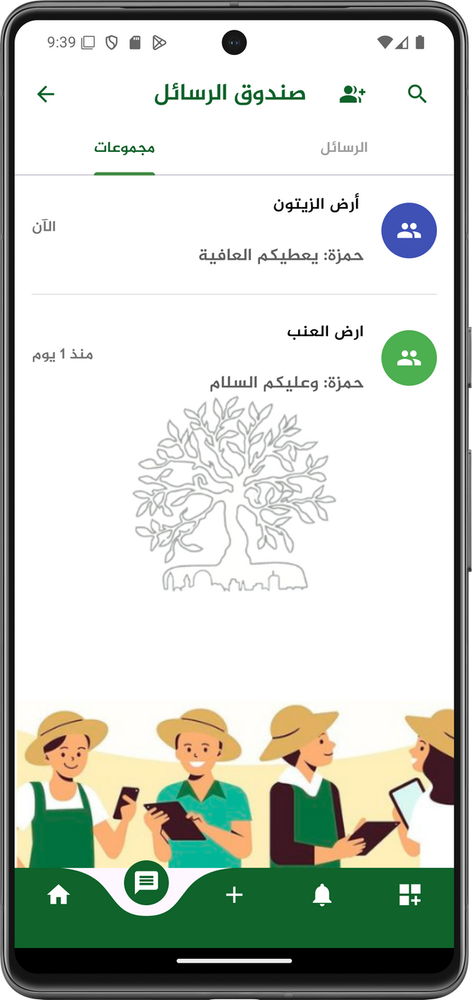 9:39
صندوق الرسائل
الرسائل
مجموعات
أرض الزيتون
الآن
حمزة: يعطيكم العافية
ارض العنب
منذ 1 يوم
حمزة: وعليكم السلام